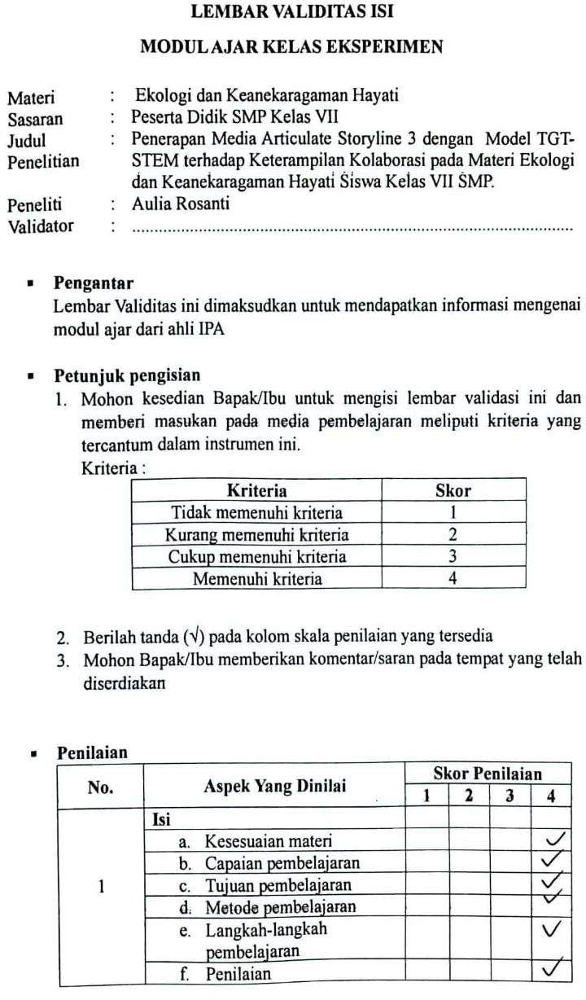 LEMBAR VALIDITAS ISI
MODUL AJAR KELAS EKSPERIMEN
Materi : Ekologi dan Keanekaragaman Hayati
Sasaran : Peserta Didik SMP Kelas VII
Judul : Penerapan Media Articulate Storyline 3 dengan Model TGT-
Penelitian STEM terhadap Keterampilan Kolaborasi pada Materi Ekologi
dan Keanekaragaman Hayati Siswa Kelas VII SMP.
Peneliti : Aulia Rosanti
Validator : ....................................................................................................
▪ Pengantar
Lembar Validitas ini dimaksudkan untuk mendapatkan informasi mengenai
modul ajar dari ahli IPA
▪ Petunjuk pengisian
1. Mohon kesedian Bapak/Ibu untuk mengisi lembar validasi ini dan
memberi masukan pada media pembelajaran meliputi kriteria yang
tercantum dalam instrumen ini.
Kriteria :
Kriteria Skor
Tidak memenuhi kriteria 1
Kurang memenuhi kriteria 2
Cukup memenuhi kriteria 3
Memenuhi kriteria 4
2. Berilah tanda (√) pada kolom skala penilaian yang tersedia
3. Mohon Bapak/Ibu memberikan komentar/saran pada tempat yang telah
diserdiakan
▪ Penilaian
No. Aspek Yang Dinilai Skor Penilaian
1 2 3 4
Isi
a. Kesesuaian materi ✓
b. Capaian pembelajaran ✓
1 c. Tujuan pembelajaran ✓
d. Metode pembelajaran ✓
e. Langkah-langkah ✓
pembelajaran
f. Penilaian ✓